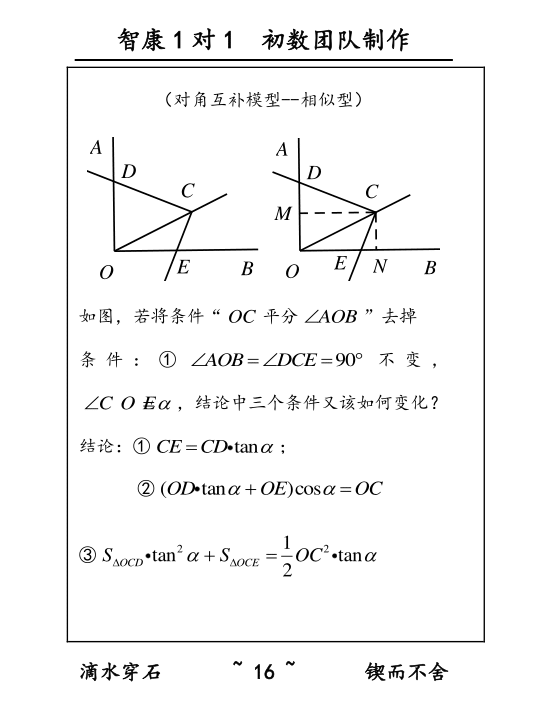 智康1对1 初数团队制作
（对角互补模型--相似型）
A
D
C
O
E
B
A
D
C
M
O
E
N
B
如图，若将条件“OC 平分∠AOB”去掉
条件：① ∠AOB=∠DCE=90° 不变，
∠COE=α，结论中三个条件又该如何变化？
结论：① CE=CD•tanα；
② (OD•tanα+OE)cosα=OC
③ S△OCD•tan²α+S△OCE=1/2OC²•tanα
滴水穿石 ~ 16 ~ 锲而不舍